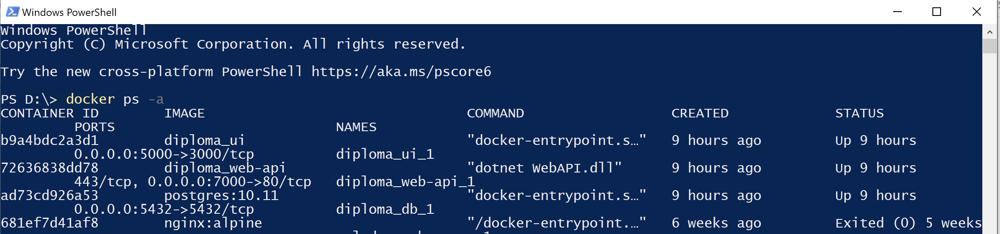 Windows PowerShell
Windows PowerShell
Copyright (C) Microsoft Corporation. All rights reserved.
Try the new cross-platform PowerShell https://aka.ms/pscore6
PS D:\> docker ps -a
CONTAINER ID        IMAGE                                COMMAND                  CREATED             STATUS
         PORTS                           NAMES
b9a4bdc2a3d1        diploma_ui                           "docker-entrypoint.s…"   9 hours ago         Up 9 hours
         0.0.0.0:5000->3000/tcp          diploma_ui_1
72636838dd78        diploma_web-api                      "dotnet WebAPI.dll"      9 hours ago         Up 9 hours
         443/tcp, 0.0.0.0:7000->80/tcp   diploma_web-api_1
ad73cd926a53        postgres:10.11                       "docker-entrypoint.s…"   9 hours ago         Up 9 hours
         0.0.0.0:5432->5432/tcp          diploma_db_1
681ef7d41af8        nginx:alpine                         "/docker-entrypoint.…"   6 weeks ago         Exited (0) 5 weeks